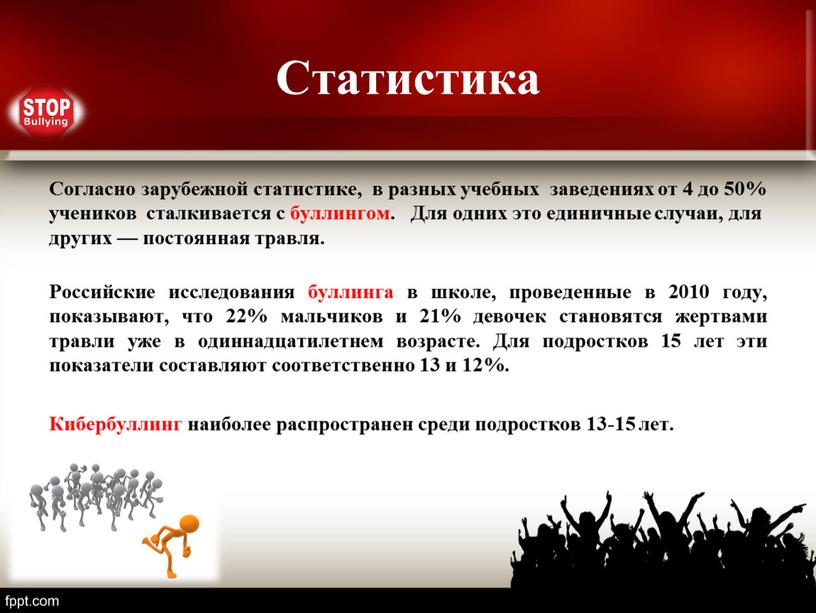 Статистика
STOP
Bullying
Согласно зарубежной статистике, в разных учебных заведениях от 4 до 50%
учеников сталкивается с буллингом. Для одних это единичные случаи, для
других — постоянная травля.
Российские исследования буллинга в школе, проведенные в 2010 году,
показывают, что 22% мальчиков и 21% девочек становятся жертвами
травли уже в одиннадцатилетнем возрасте. Для подростков 15 лет эти
показатели составляют соответственно 13 и 12%.
Кибербуллинг наиболее распространен среди подростков 13-15 лет.
fppt.com